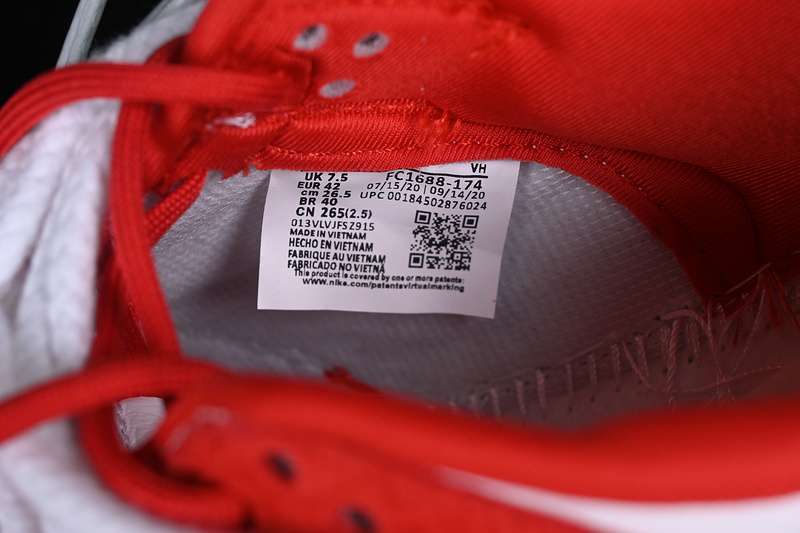 VH
UK 7.5 FC1688-174
EUR 42 07/15/20 | 09/14/20
cm 26.5 UPC 00184502876024
BR 40
CN 265(2.5)
013VLVJFSZ915
MADE IN VIETNAM
HECHO EN VIETNAM
FABRIQUE AU VIETNAM
FABRICADO NO VIETNÃ
This product is covered by one or more patents:
www.nike.com/patentsvirtualmarking